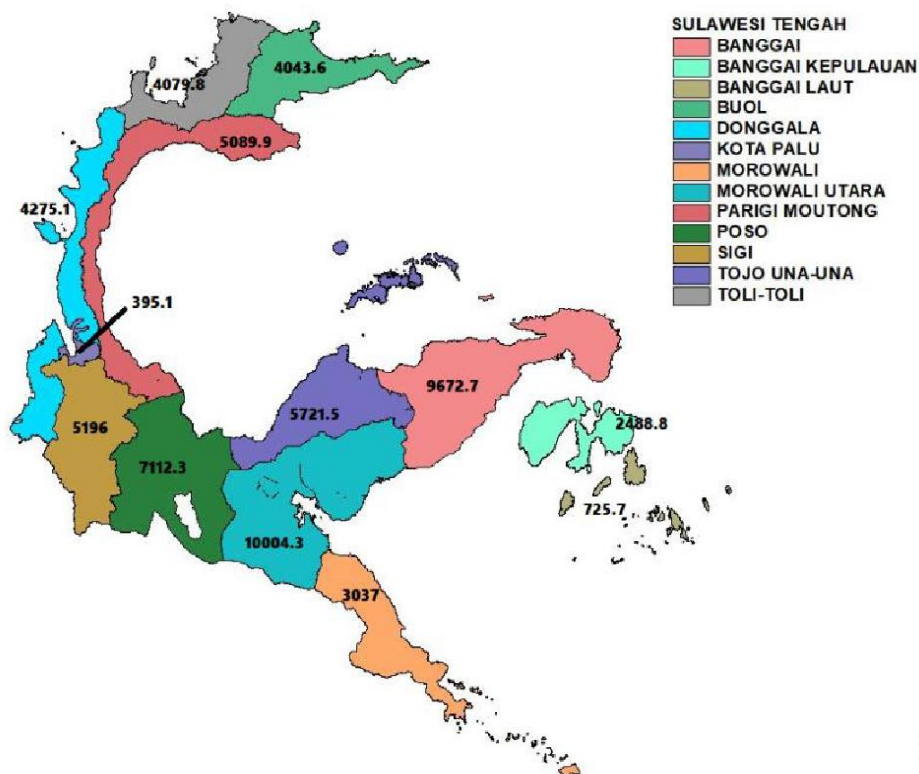 SULAWESI TENGAH
BANGGAI
BANGGAI KEPULAUAN
BANGGAI LAUT
BUOL
DONGGALA
KOTA PALU
MOROWALI
MOROWALI UTARA
PARIGI MOUTONG
POSO
SIGI
TOJO UNA-UNA
TOLI-TOLI
4043.6
4079.8
5089.9
4275.1
395.1
9672.7
5721.5
2488.8
5196
7112.3
725.7
10004.3
3037